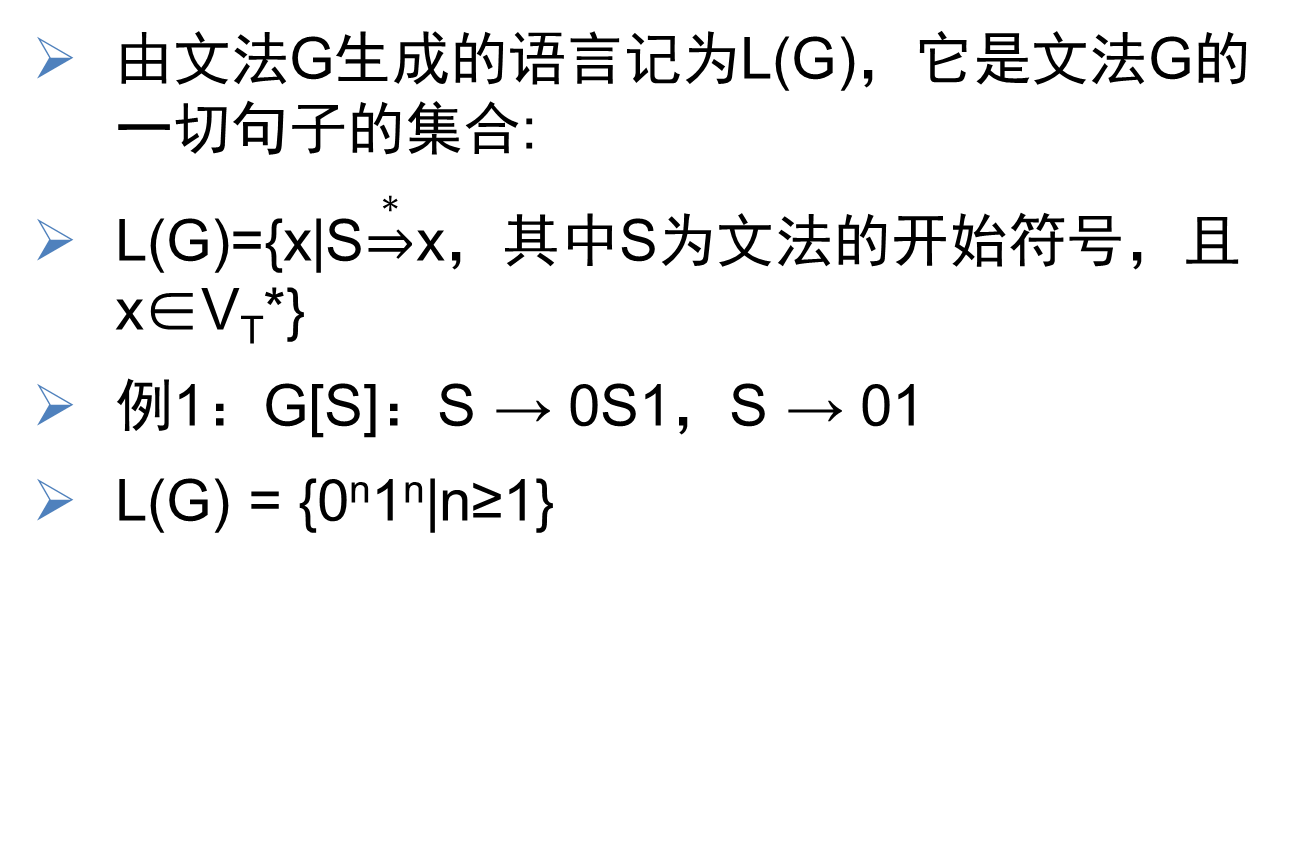 由文法G生成的语言记为L(G)，它是文法G的
一切句子的集合:
L(G)={x|S⇒*x，其中S为文法的开始符号，且
x∈V_T*}
例1：G[S]：S → 0S1，S → 01
L(G) = {0ⁿ1ⁿ|n≥1}